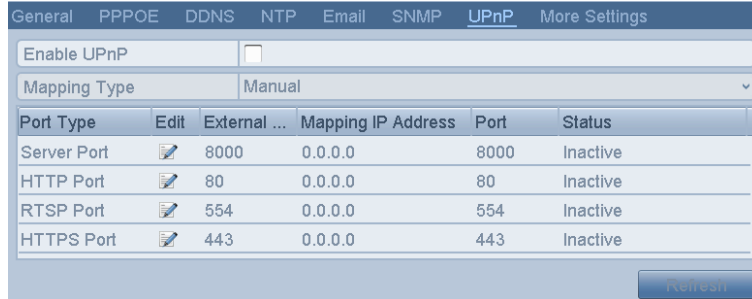 General PPPOE DDNS NTP Email SNMP UPnP More Settings
Enable UPnP
Mapping Type Manual
Port Type Edit External ... Mapping IP Address Port Status
Server Port 8000 0.0.0.0 8000 Inactive
HTTP Port 80 0.0.0.0 80 Inactive
RTSP Port 554 0.0.0.0 554 Inactive
HTTPS Port 443 0.0.0.0 443 Inactive
Refresh